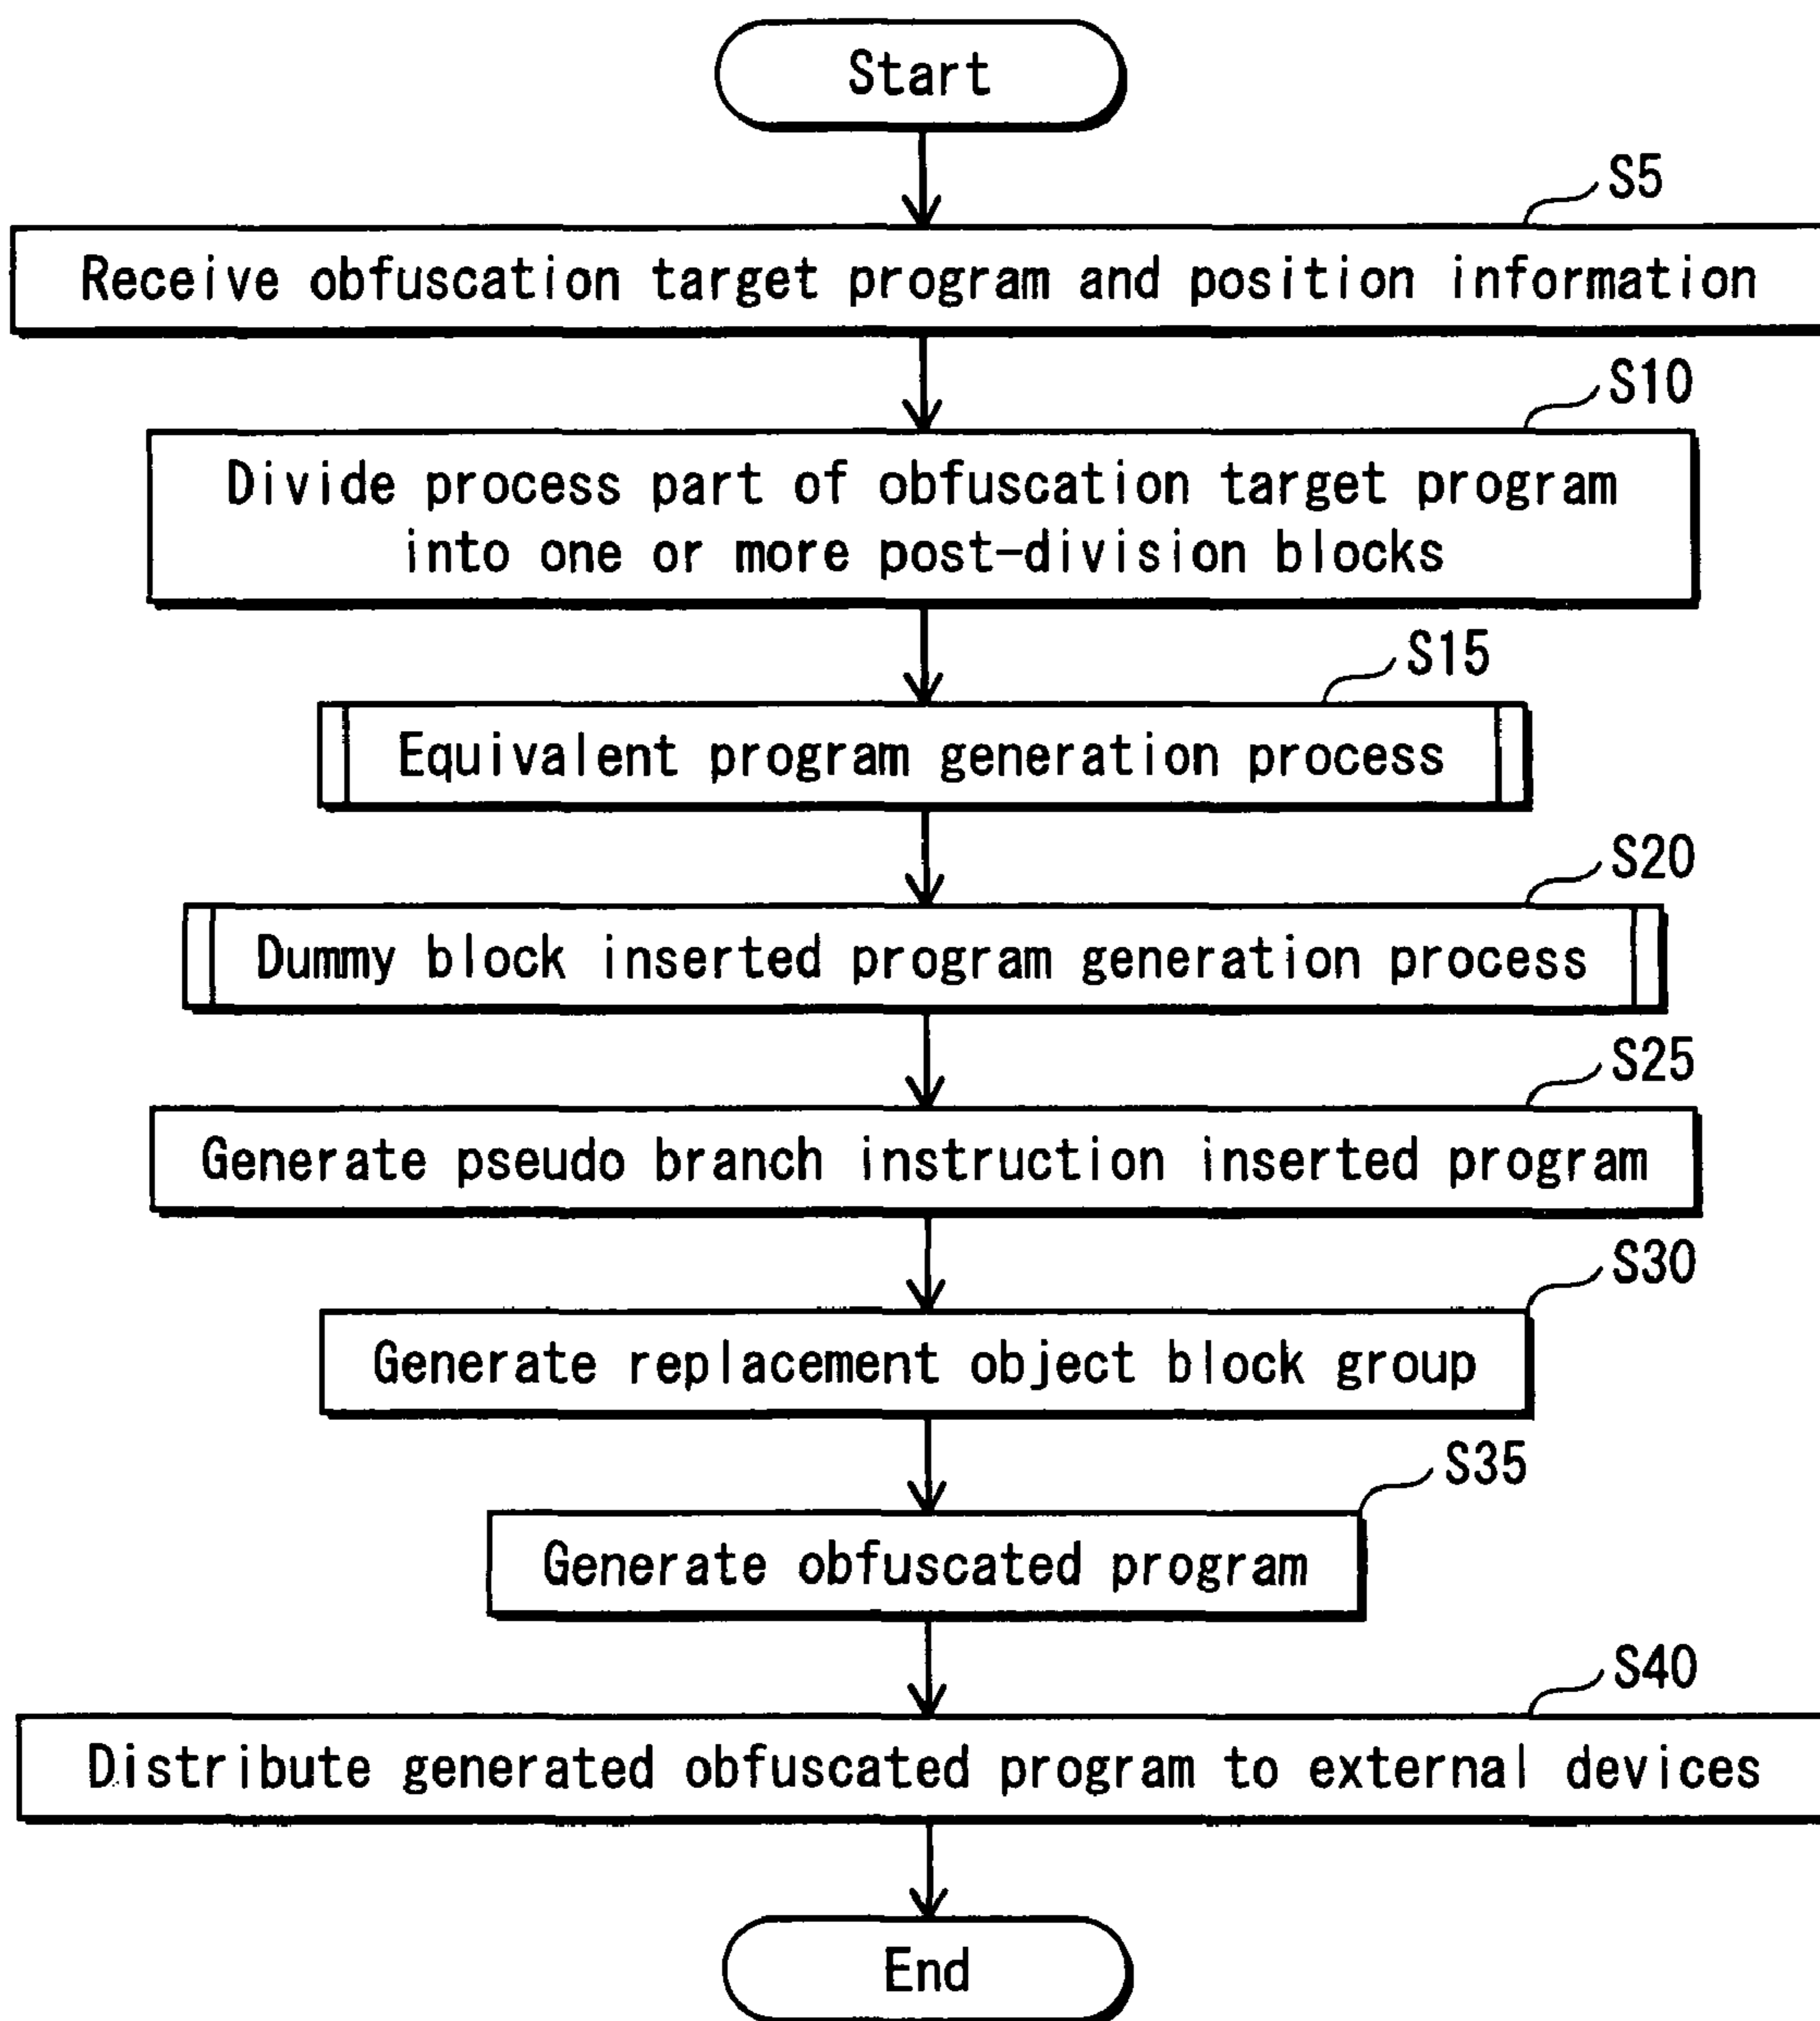 Start
S5
Receive obfuscation target program and position information
S10
Divide process part of obfuscation target program
into one or more post-division blocks
S15
Equivalent program generation process
S20
Dummy block inserted program generation process
S25
Generate pseudo branch instruction inserted program
S30
Generate replacement object block group
S35
Generate obfuscated program
S40
Distribute generated obfuscated program to external devices
End